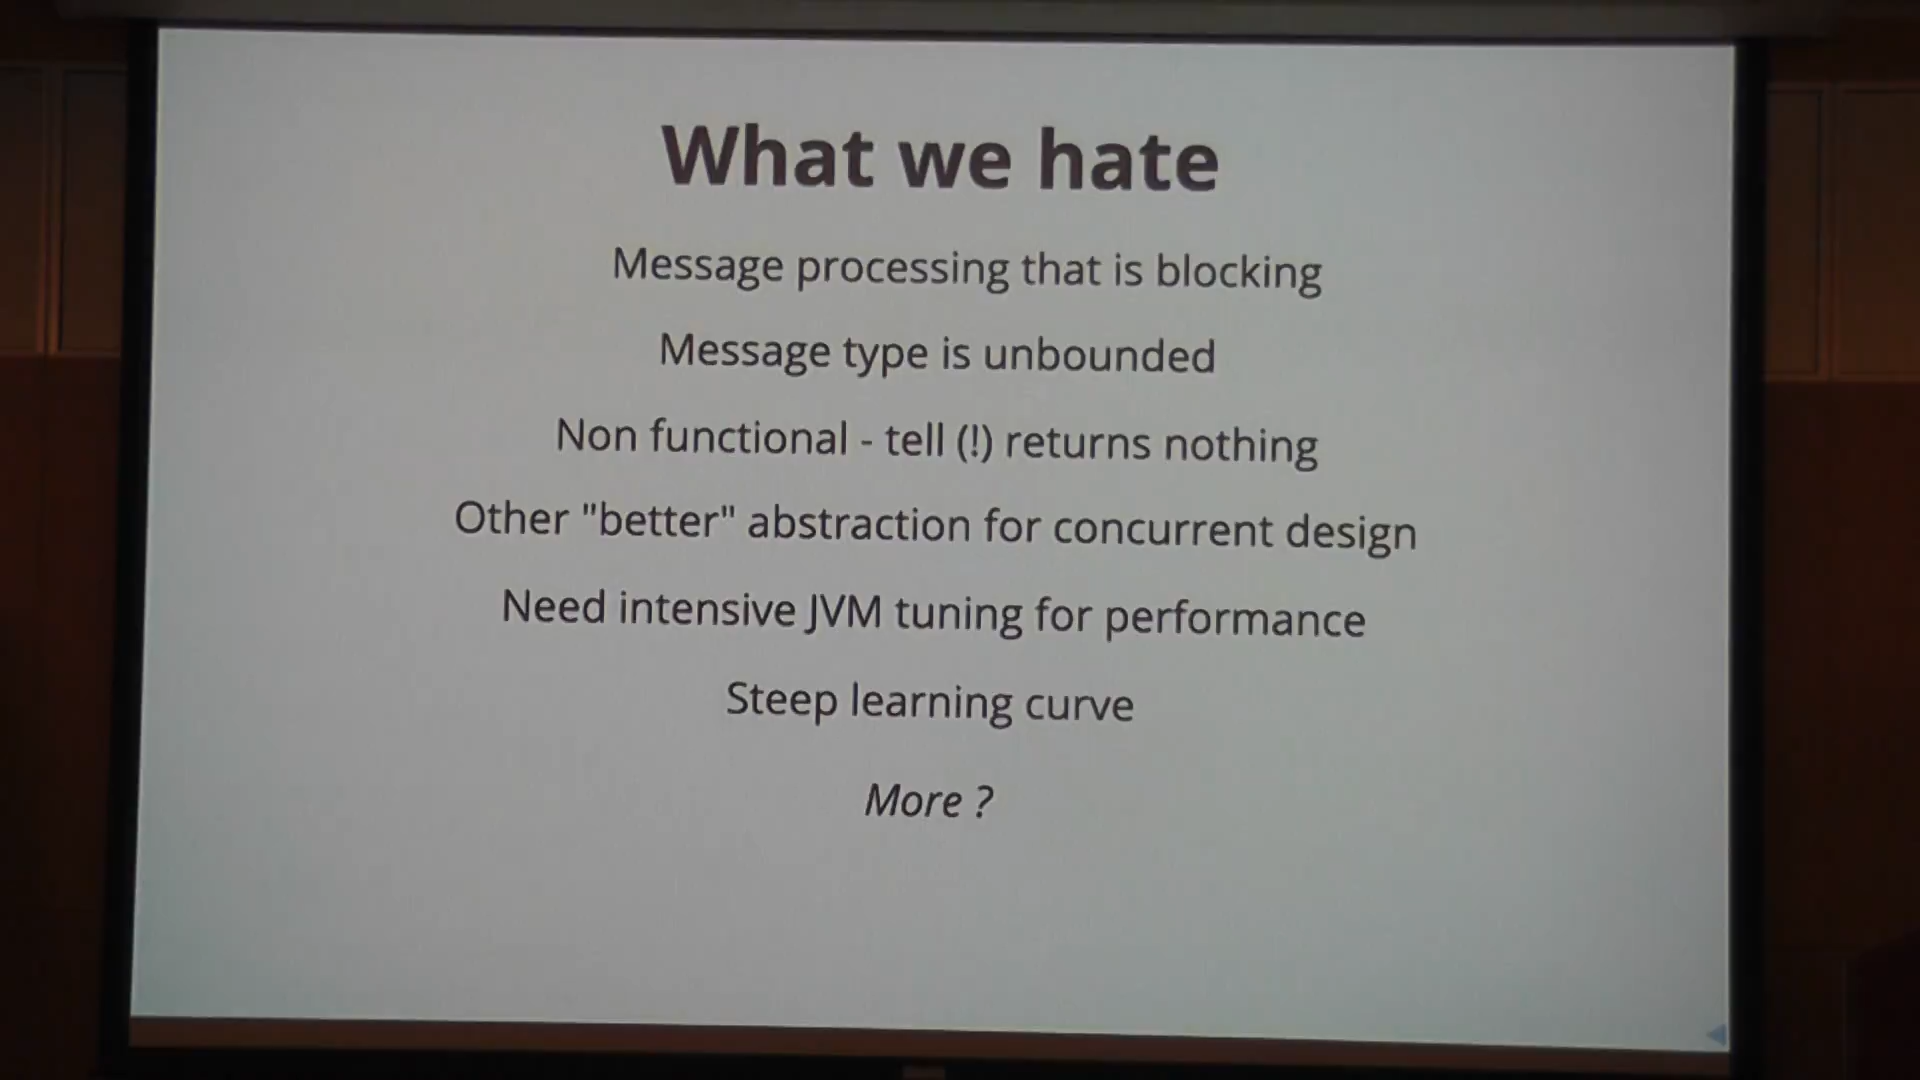 What we hate
Message processing that is blocking
Message type is unbounded
Non functional - tell (!) returns nothing
Other "better" abstraction for concurrent design
Need intensive JVM tuning for performance
Steep learning curve
More ?